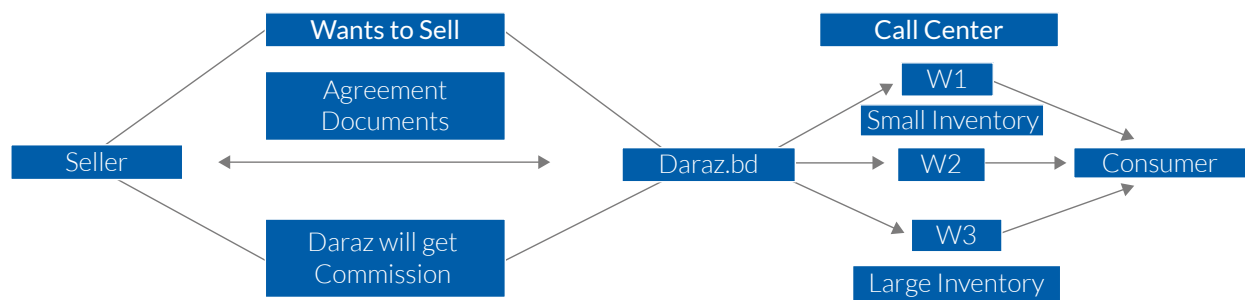 Wants to Sell
Call Center
Agreement
Documents
W1
Small Inventory
Seller
Daraz.bd
W2
Consumer
Daraz will get
Commission
W3
Large Inventory